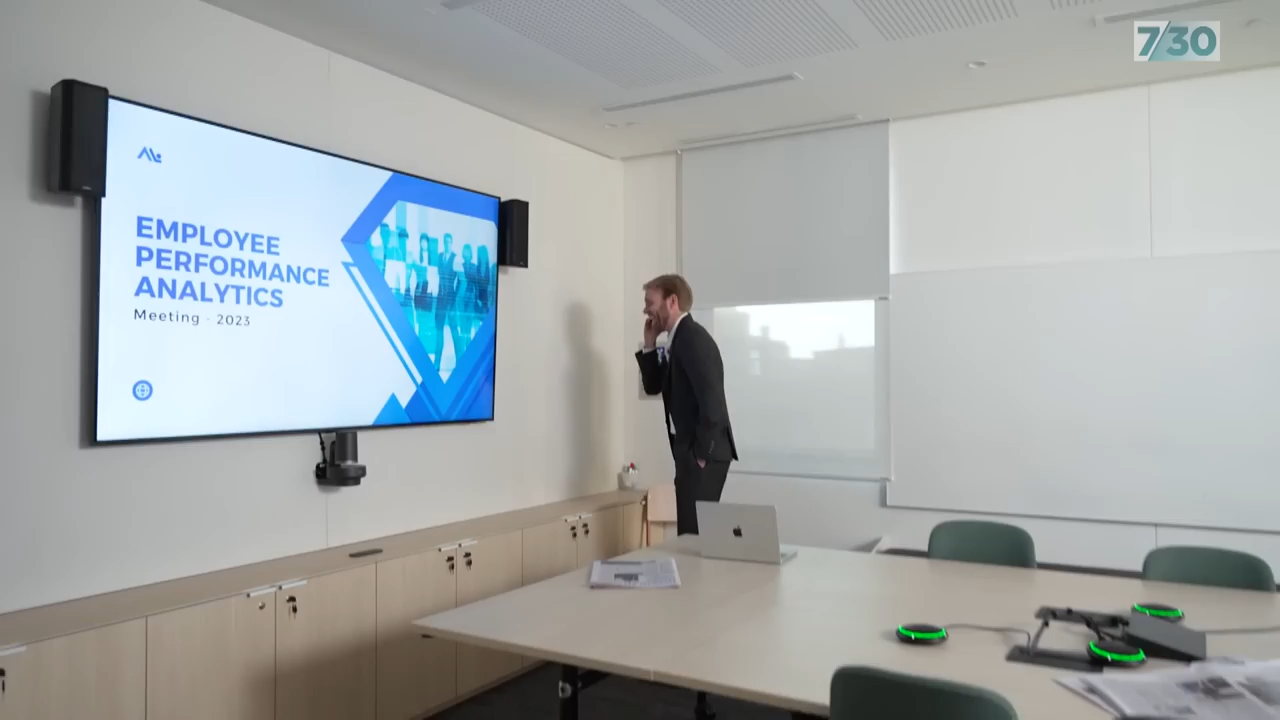 7/30
EMPLOYEE
PERFORMANCE
ANALYTICS
Meeting - 2023